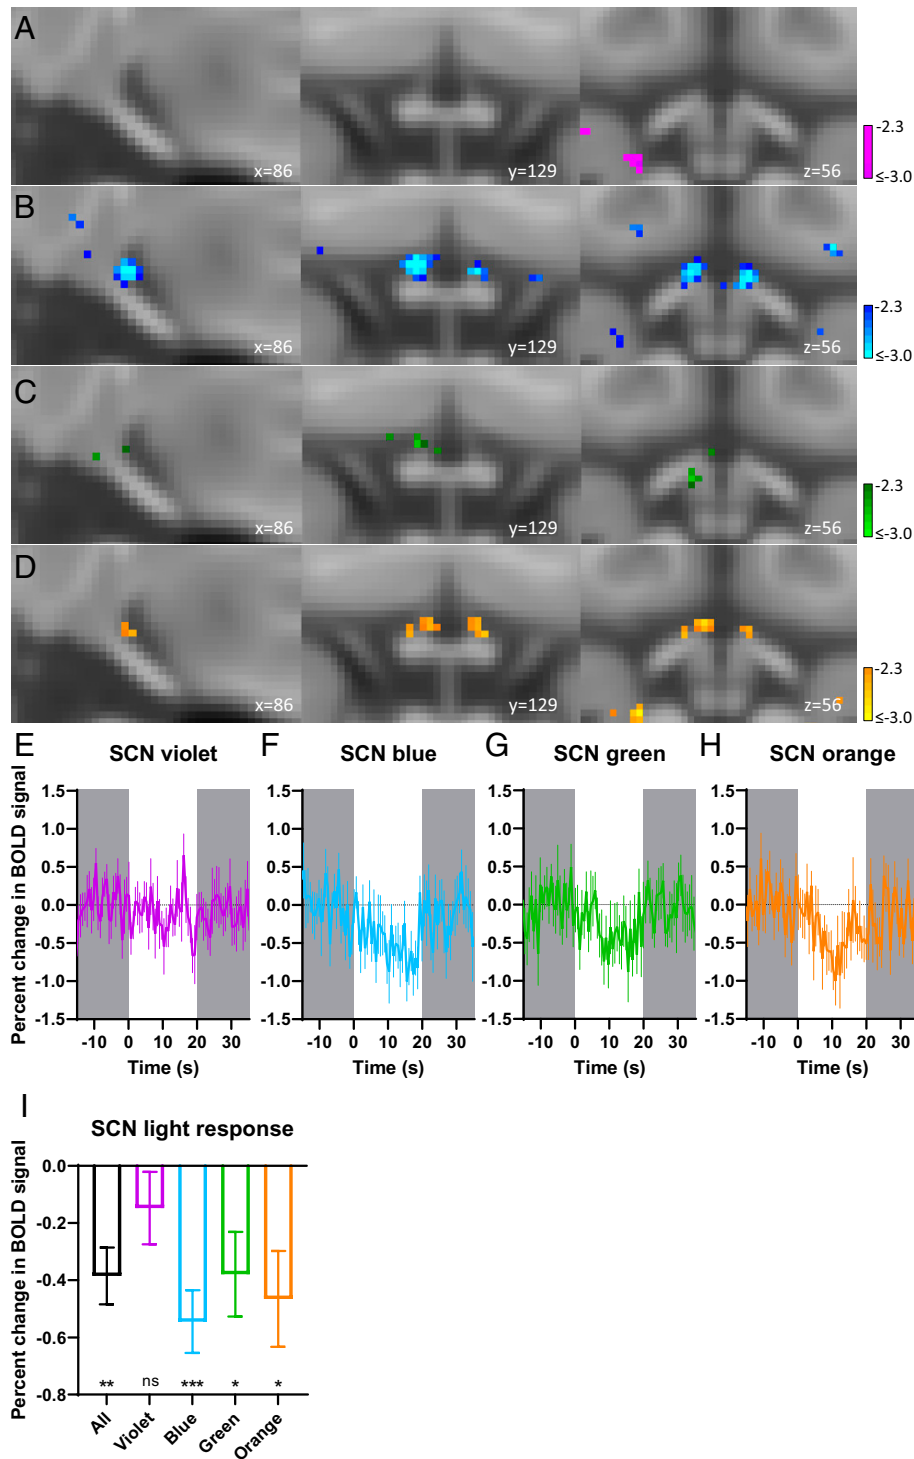 A
x=86
y=129
z=56
-2.3
≤-3.0
B
x=86
y=129
z=56
-2.3
≤-3.0
C
x=86
y=129
z=56
-2.3
≤-3.0
D
x=86
y=129
z=56
-2.3
≤-3.0
E SCN violet
F SCN blue
G SCN green
H SCN orange
Percent change in BOLD signal
1.5 1.5 1.5 1.5
1.0 1.0 1.0 1.0
0.5 0.5 0.5 0.5
0.0 0.0 0.0 0.0
-0.5 -0.5 -0.5 -0.5
-1.0 -1.0 -1.0 -1.0
-1.5 -1.5 -1.5 -1.5
-10 0 10 20 30 -10 0 10 20 30 -10 0 10 20 30 -10 0 10 20 30
Time (s) Time (s) Time (s) Time (s)
I
SCN light response
Percent change in BOLD signal
0.0
-0.2
-0.4
-0.6
-0.8
** ns *** * *
All Violet Blue Green Orange